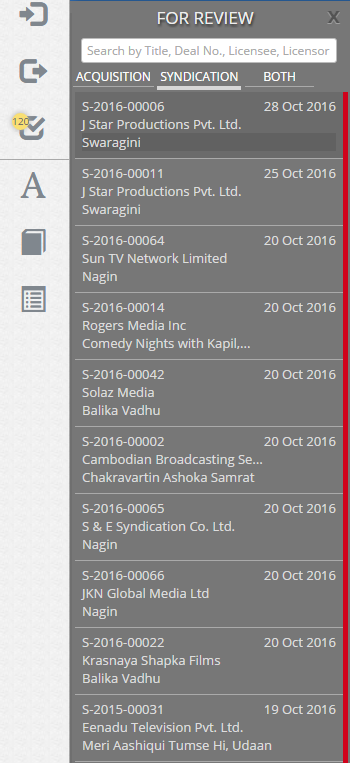 FOR REVIEW X
Search by Title, Deal No., Licensee, Licensor
ACQUISITION SYNDICATION BOTH
120
A
S-2016-00006 28 Oct 2016
J Star Productions Pvt. Ltd.
Swaragini
S-2016-00011 25 Oct 2016
J Star Productions Pvt. Ltd.
Swaragini
S-2016-00064 20 Oct 2016
Sun TV Network Limited
Nagin
S-2016-00014 20 Oct 2016
Rogers Media Inc
Comedy Nights with Kapil,...
S-2016-00042 20 Oct 2016
Solaz Media
Balika Vadhu
S-2016-00002 20 Oct 2016
Cambodian Broadcasting Se...
Chakravartin Ashoka Samrat
S-2016-00065 20 Oct 2016
S & E Syndication Co. Ltd.
Nagin
S-2016-00066 20 Oct 2016
JKN Global Media Ltd
Nagin
S-2016-00022 20 Oct 2016
Krasnaya Shapka Films
Balika Vadhu
S-2015-00031 19 Oct 2016
Eenadu Television Pvt. Ltd.
Meri Aashiqui Tumse Hi, Udaan